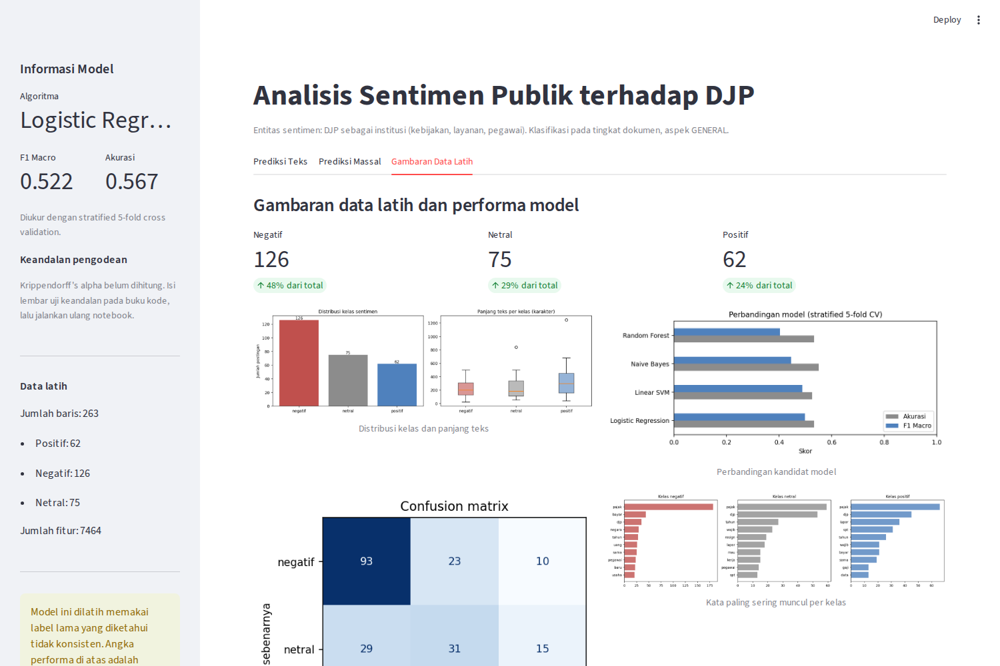 Deploy
Informasi Model
Algoritma
Logistic Regr...
F1 Macro
Akurasi
0.522
0.567
Diukur dengan stratified 5-fold cross
validation.
Keandalan pengodean
Krippendorff's alpha belum dihitung. Isi
lembar uji keandalan pada buku kode,
lalu jalankan ulang notebook.
Data latih
Jumlah baris: 263
Positif: 62
Negatif: 126
Netral: 75
Jumlah fitur: 7464
Model ini dilatih memakai
label lama yang diketahui
tidak konsisten. Angka
performa di atas adalah
Analisis Sentimen Publik terhadap DJP
Entitas sentimen: DJP sebagai institusi (kebijakan, layanan, pegawai). Klasifikasi pada tingkat dokumen, aspek GENERAL.
Prediksi Teks
Prediksi Massal
Gambaran Data Latih
Gambaran data latih dan performa model
Negatif
126
↑ 48% dari total
Netral
75
↑ 29% dari total
Positif
62
↑ 24% dari total
Distribusi kelas sentimen
Jumlah postingan
120
100
80
60
40
20
0
126
75
62
negatif
netral
positif
Panjang teks per kelas (karakter)
1200
1000
800
600
400
200
0
negatif
netral
positif
Distribusi kelas dan panjang teks
Perbandingan model (stratified 5-fold CV)
Random Forest
Naive Bayes
Linear SVM
Logistic Regression
Akurasi
F1 Macro
0.0 0.2 0.4 0.6 0.8 1.0
Skor
Perbandingan kandidat model
Confusion matrix
negatif
93 23 10
netral
29 31 15
sebenarnya
Kelas negatif
pajak
bayar
djp
negara
tahun
uang
sama
pegawai
baru
usaha
0 25 50 75 100 125 150 175
Kelas netral
pajak
djp
tahun
wajib
resign
lapor
mau
kerja
pegawai
spt
0 10 20 30 40 50 60
Kelas positif
pajak
djp
lapor
spt
tahun
wajib
bayar
sama
gaji
data
0 10 20 30 40 50 60
Kata paling sering muncul per kelas